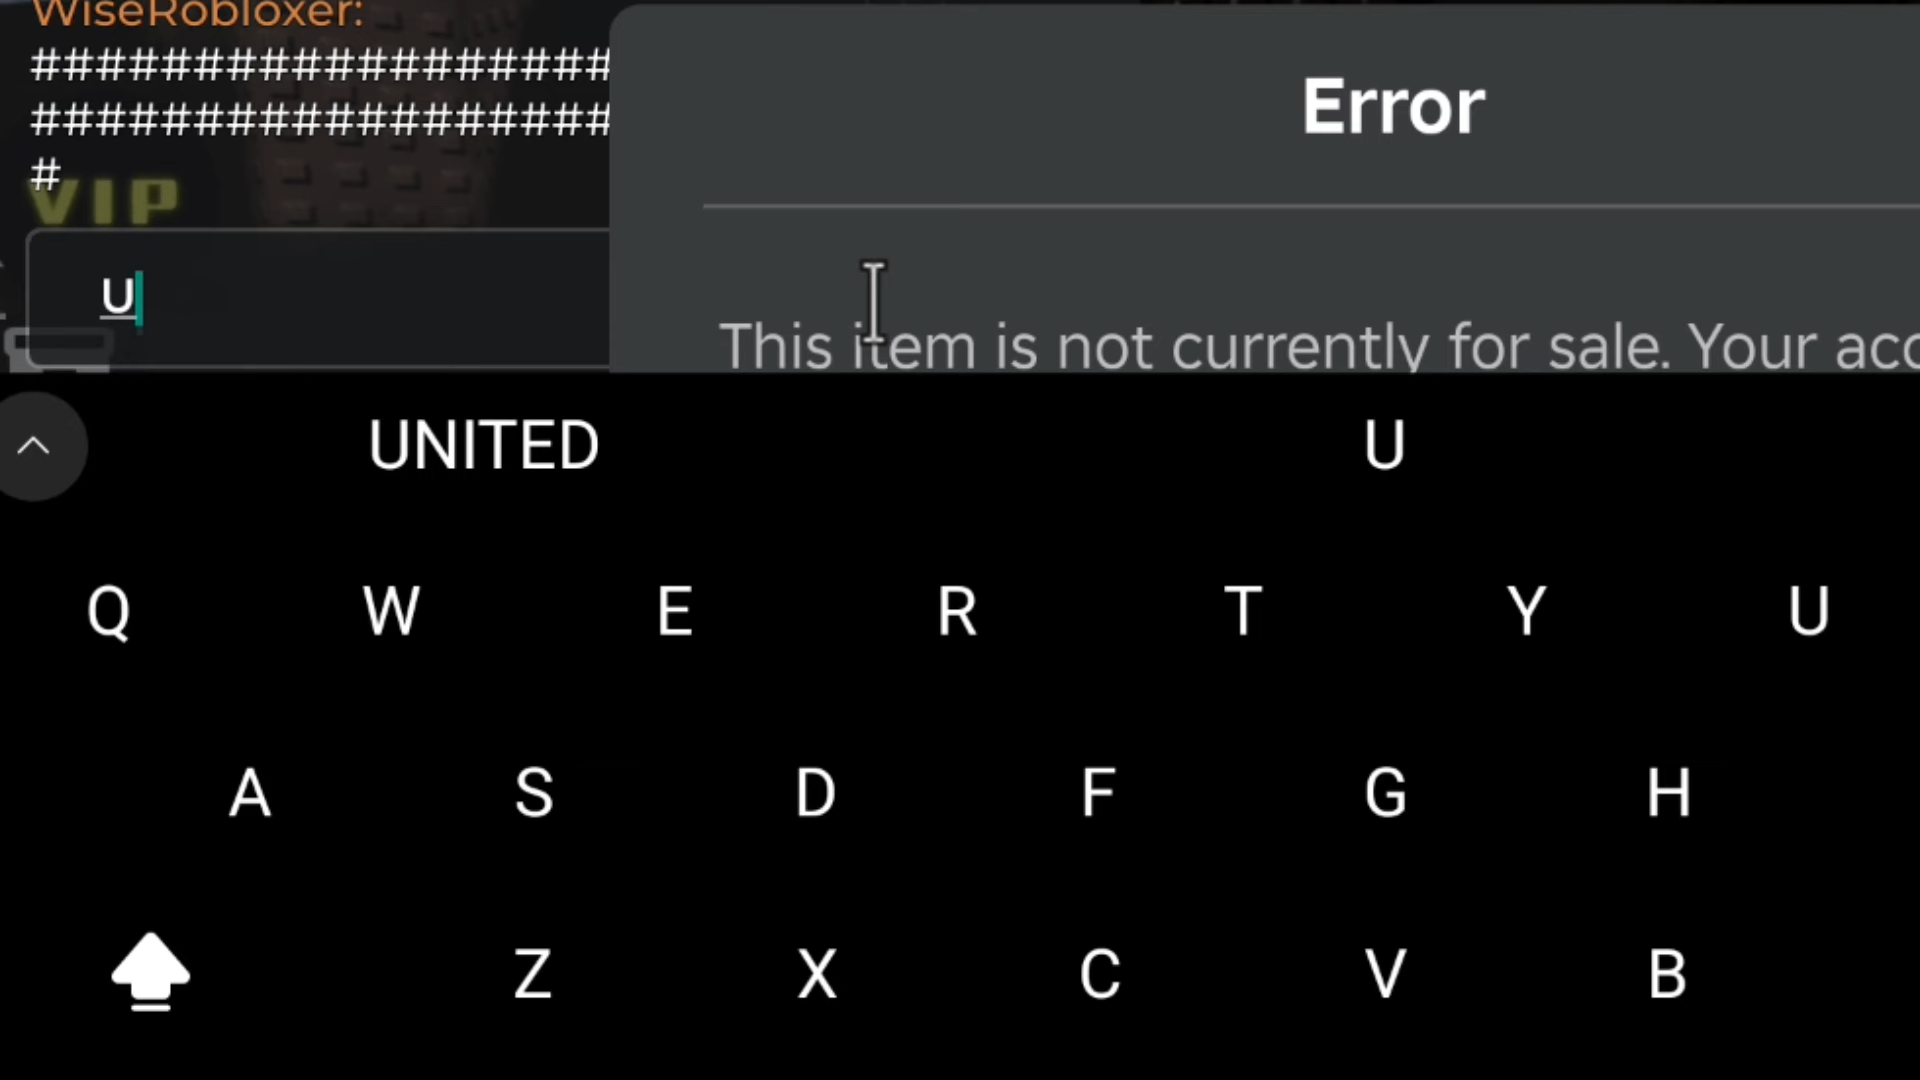 WiseRobloxer:
##################
##################
#
VIP
U
Error
This item is not currently for sale. Your acc
UNITED U
Q W E R T Y U
A S D F G H
Z X C V B